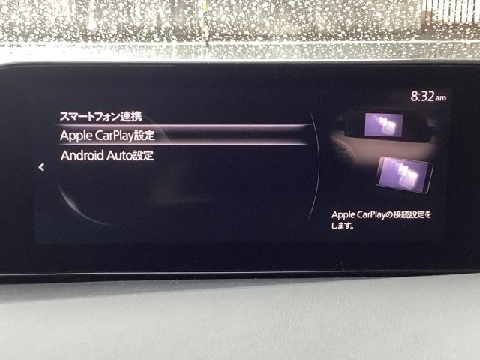 8:32am
スマートフォン連携
Apple CarPlay設定
Android Auto設定
Apple CarPlayの接続設定を
します。